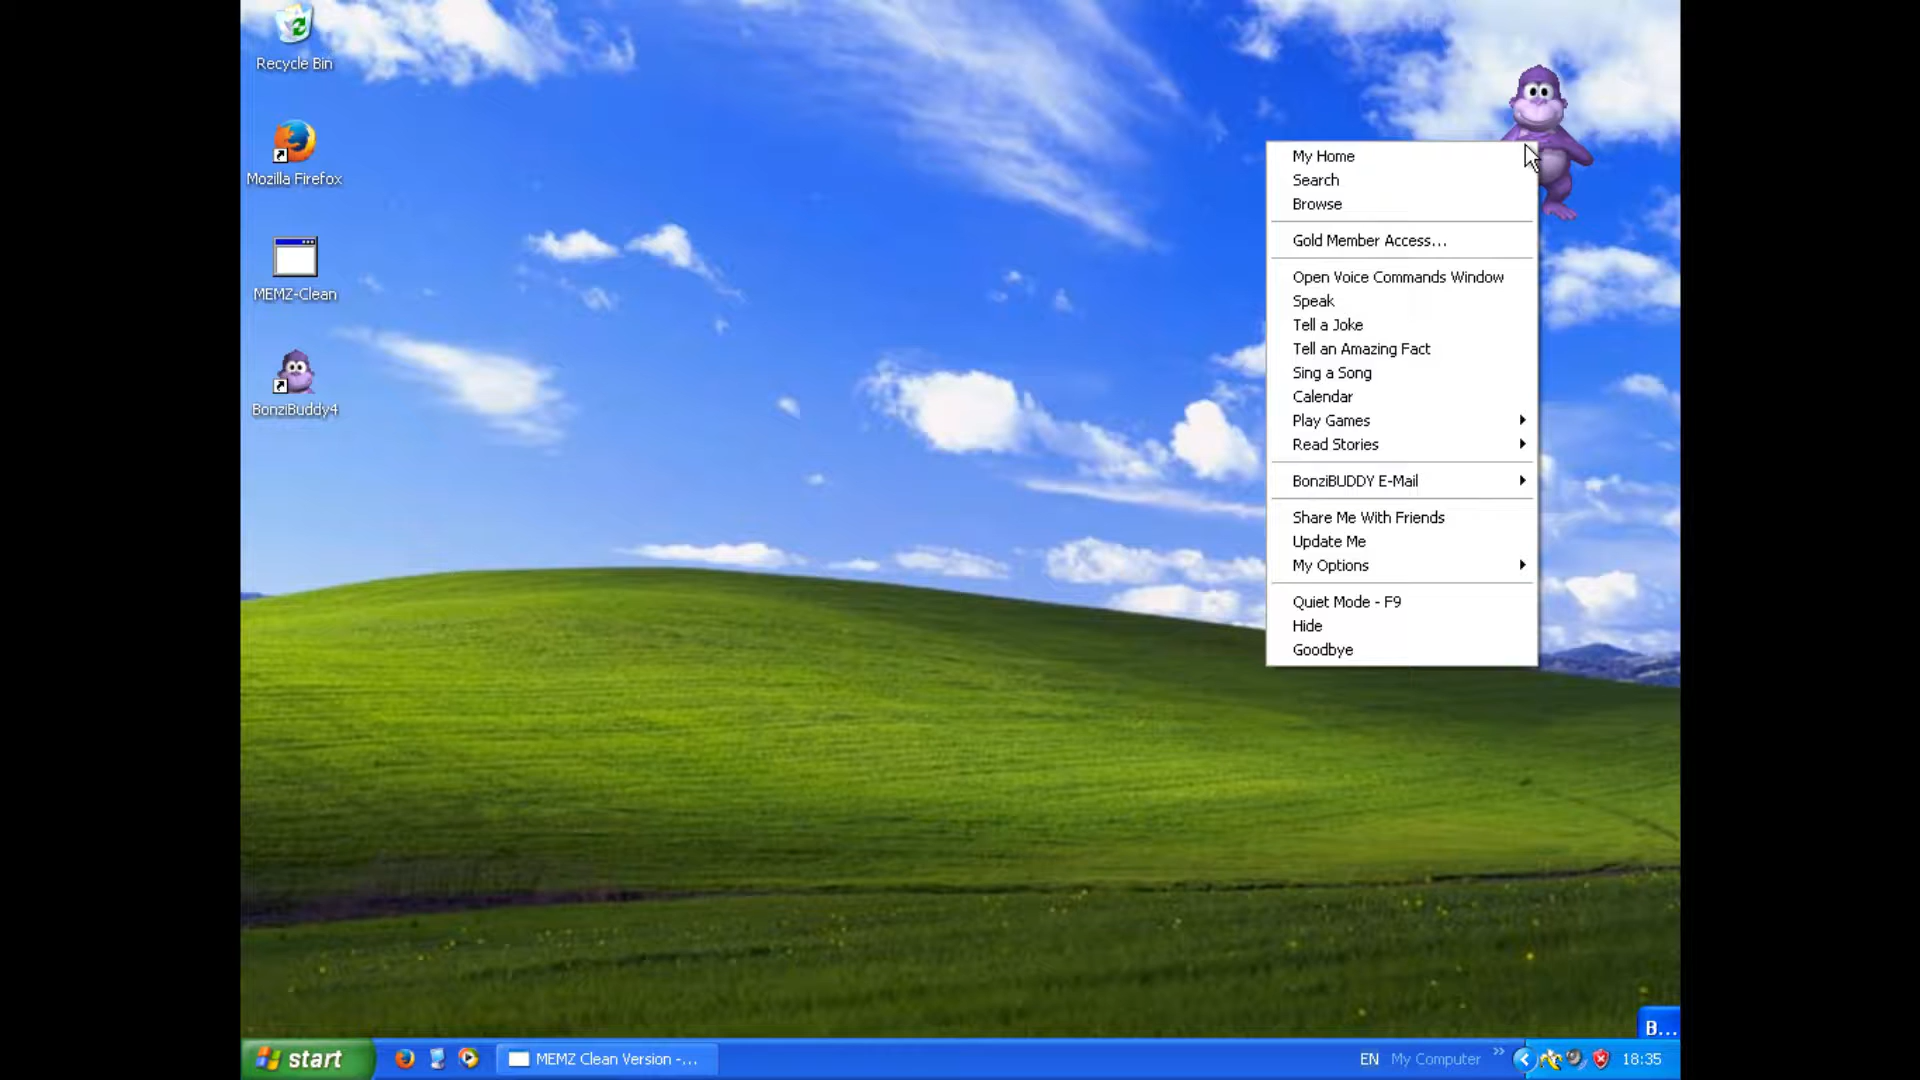 Recycle Bin
Mozilla Firefox
MEMZ-Clean
BonziBuddy4
My Home
Search
Browse
Gold Member Access...
Open Voice Commands Window
Speak
Tell a Joke
Tell an Amazing Fact
Sing a Song
Calendar
Play Games
Read Stories
BonziBUDDY E-Mail
Share Me With Friends
Update Me
My Options
Quiet Mode - F9
Hide
Goodbye
B...
start
MEMZ Clean Version -...
EN
My Computer
18:35